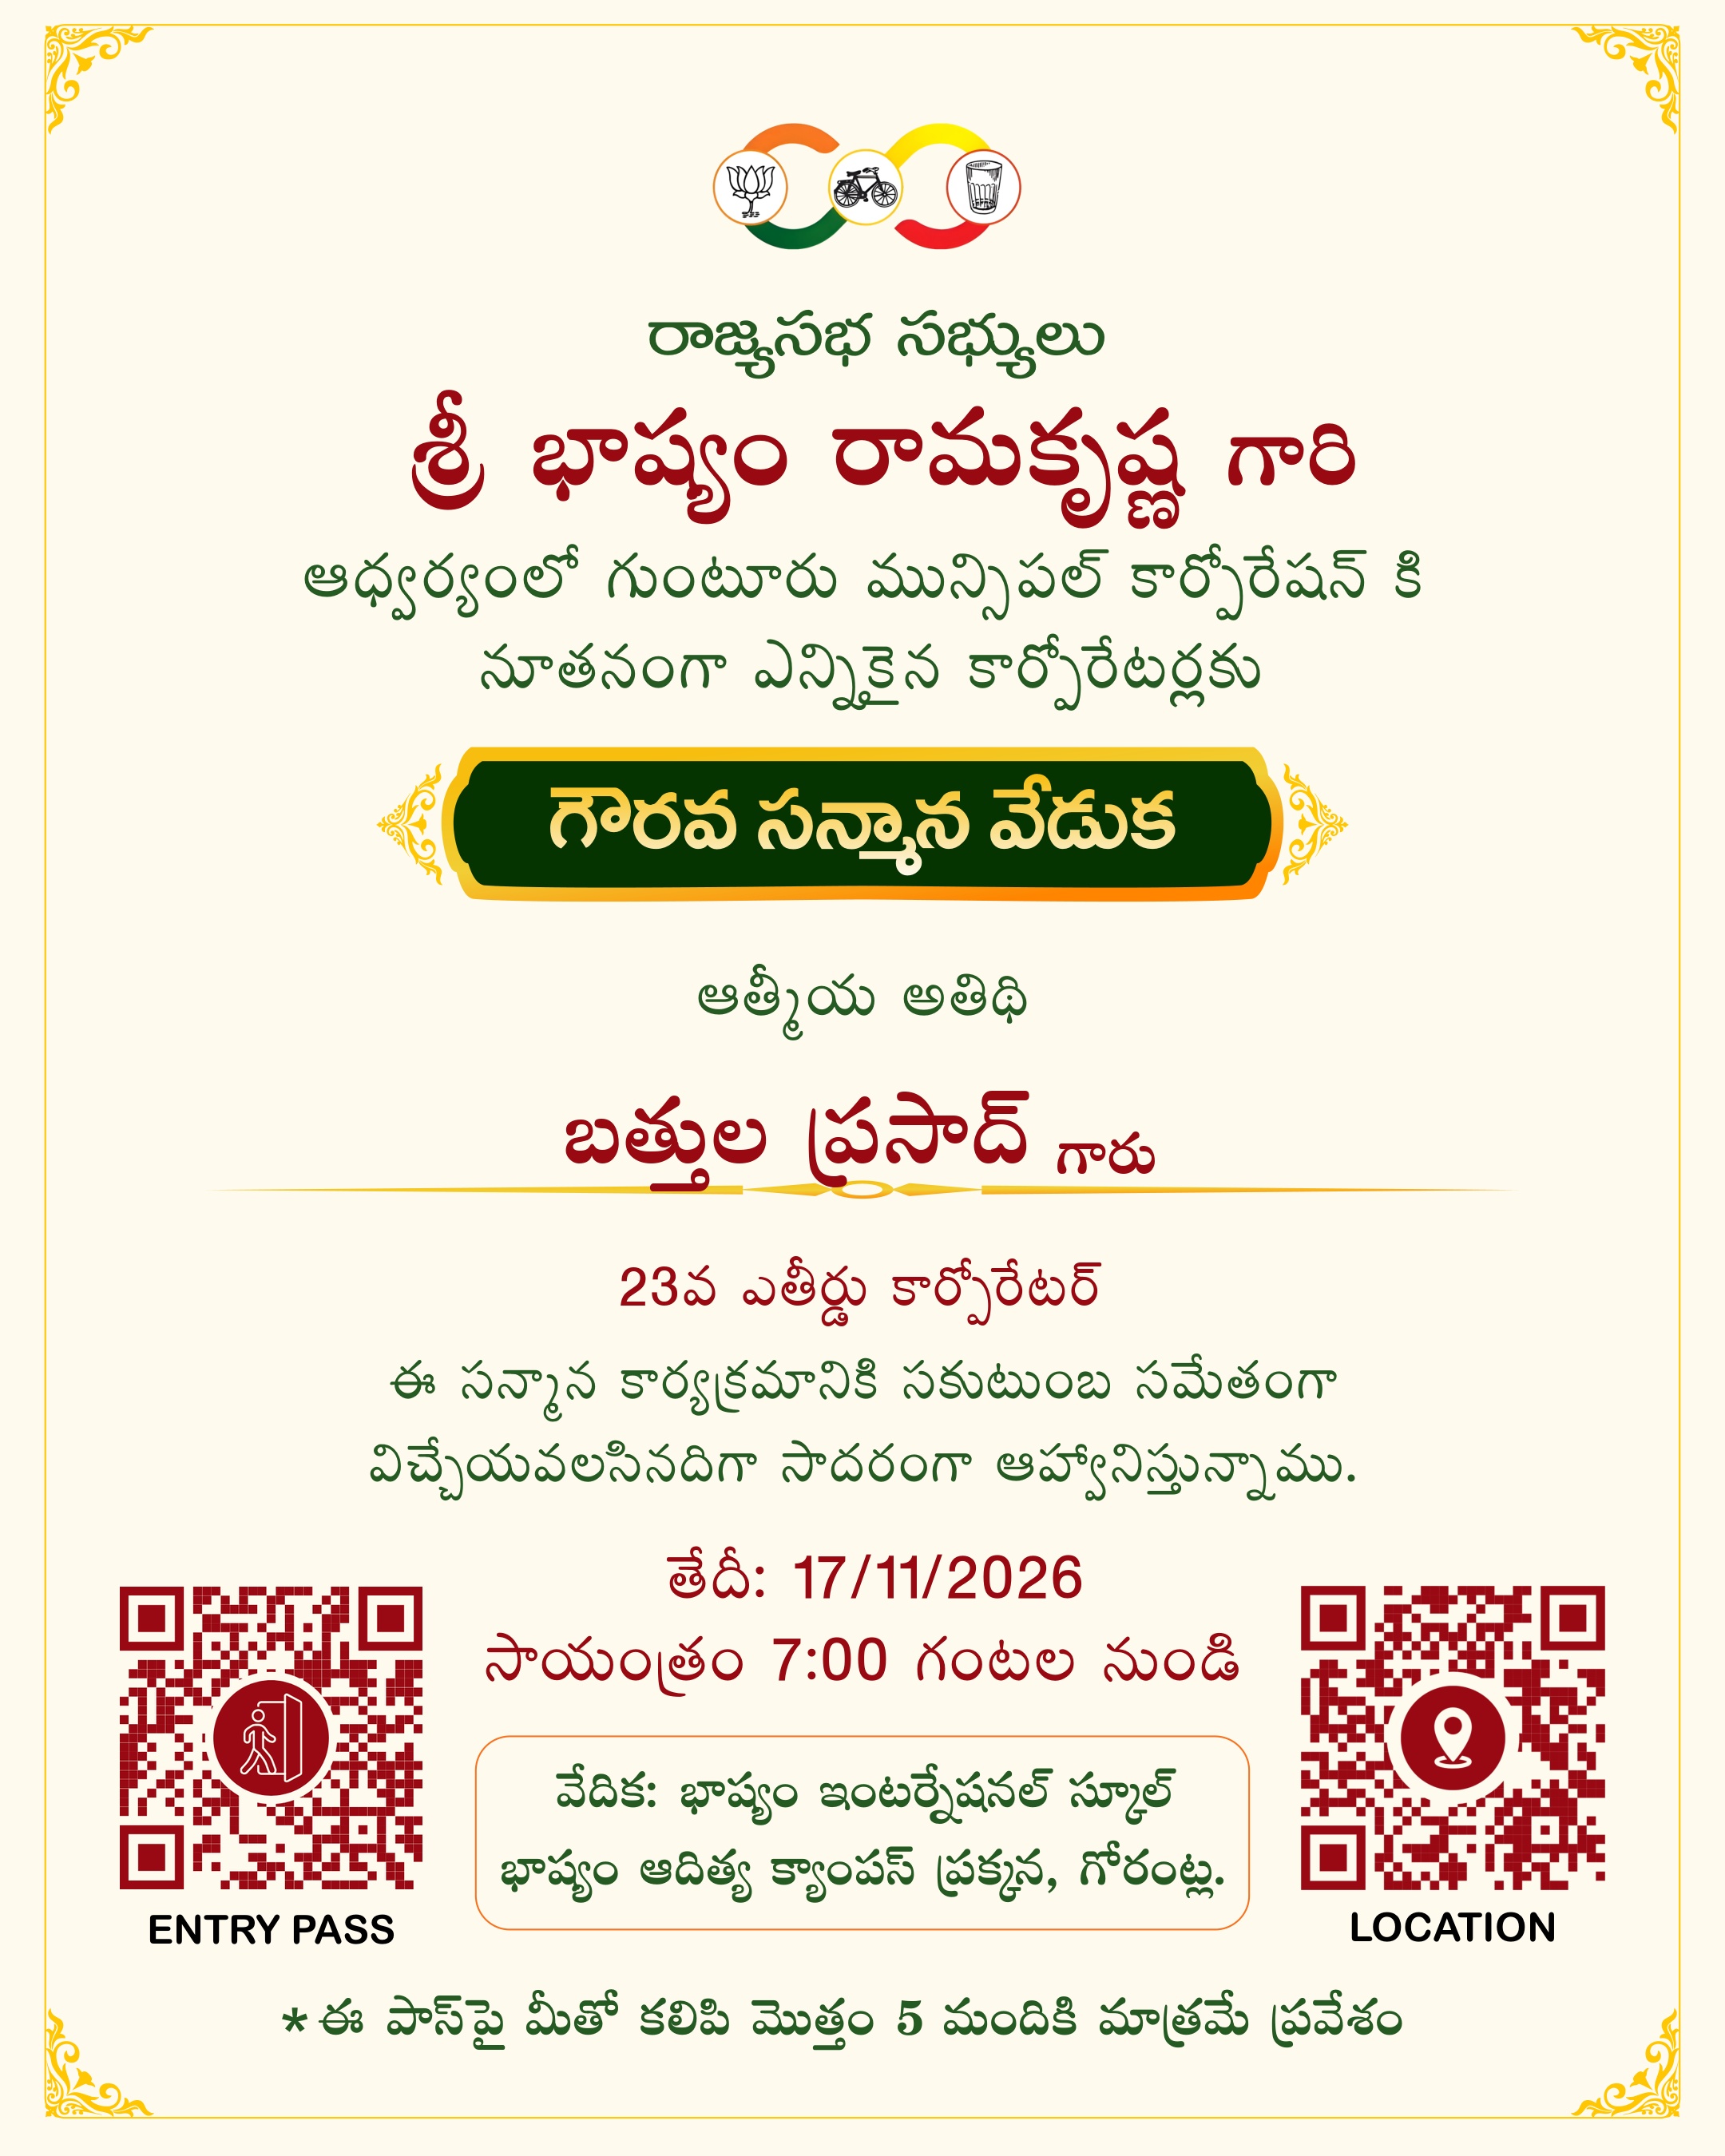 రాజ్యసభ సభ్యులు
శ్రీ భాష్యం రామకృష్ణ గారి
ఆధ్వర్యంలో గుంటూరు మున్సిపల్ కార్పోరేషన్ కి
నూతనంగా ఎన్నికైన కార్పోరేటర్లకు
గౌరవ సన్మాన వేడుక
ఆత్మీయ అతిథి
బత్తుల ప్రసాద్ గారు
23వ ఎతీర్డు కార్పోరేటర్
ఈ సన్మాన కార్యక్రమానికి సకుటుంబ సమేతంగా
విచ్చేయవలసినదిగా సాదరంగా ఆహ్వానిస్తున్నాము.
తేదీ: 17/11/2026
సాయంత్రం 7:00 గంటల నుండి
వేదిక: భాష్యం ఇంటర్నేషనల్ స్కూల్
భాష్యం ఆదిత్య క్యాంపస్ ప్రక్కన, గోరంట్ల.
ENTRY PASS
LOCATION
* ఈ పాస్‌పై మీతో కలిపి మొత్తం 5 మందికి మాత్రమే ప్రవేశం